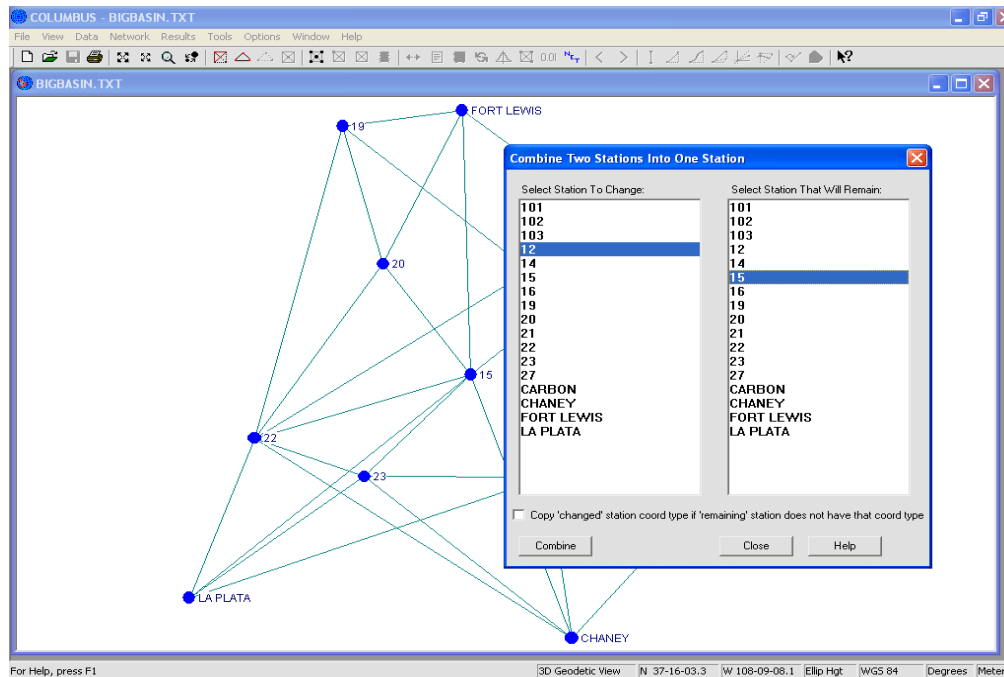 COLUMBUS - BIGBASIN.TXT
File View Data Network Results Tools Options Window Help
0.01 NET
BIGBASIN.TXT
FORT LEWIS
19
20
15
22
23
LA PLATA
CHANEY
Combine Two Stations Into One Station
Select Station To Change: Select Station That Will Remain:
101 101
102 102
103 103
12 12
14 14
15 15
16 16
19 19
20 20
21 21
22 22
23 23
27 27
CARBON CARBON
CHANEY CHANEY
FORT LEWIS FORT LEWIS
LA PLATA LA PLATA
Copy 'changed' station coord type if 'remaining' station does not have that coord type
Combine Close Help
For Help, press F1 3D Geodetic View N 37-16-03.3 W 108-09-08.1 Ellip Hgt WGS 84 Degrees Meter